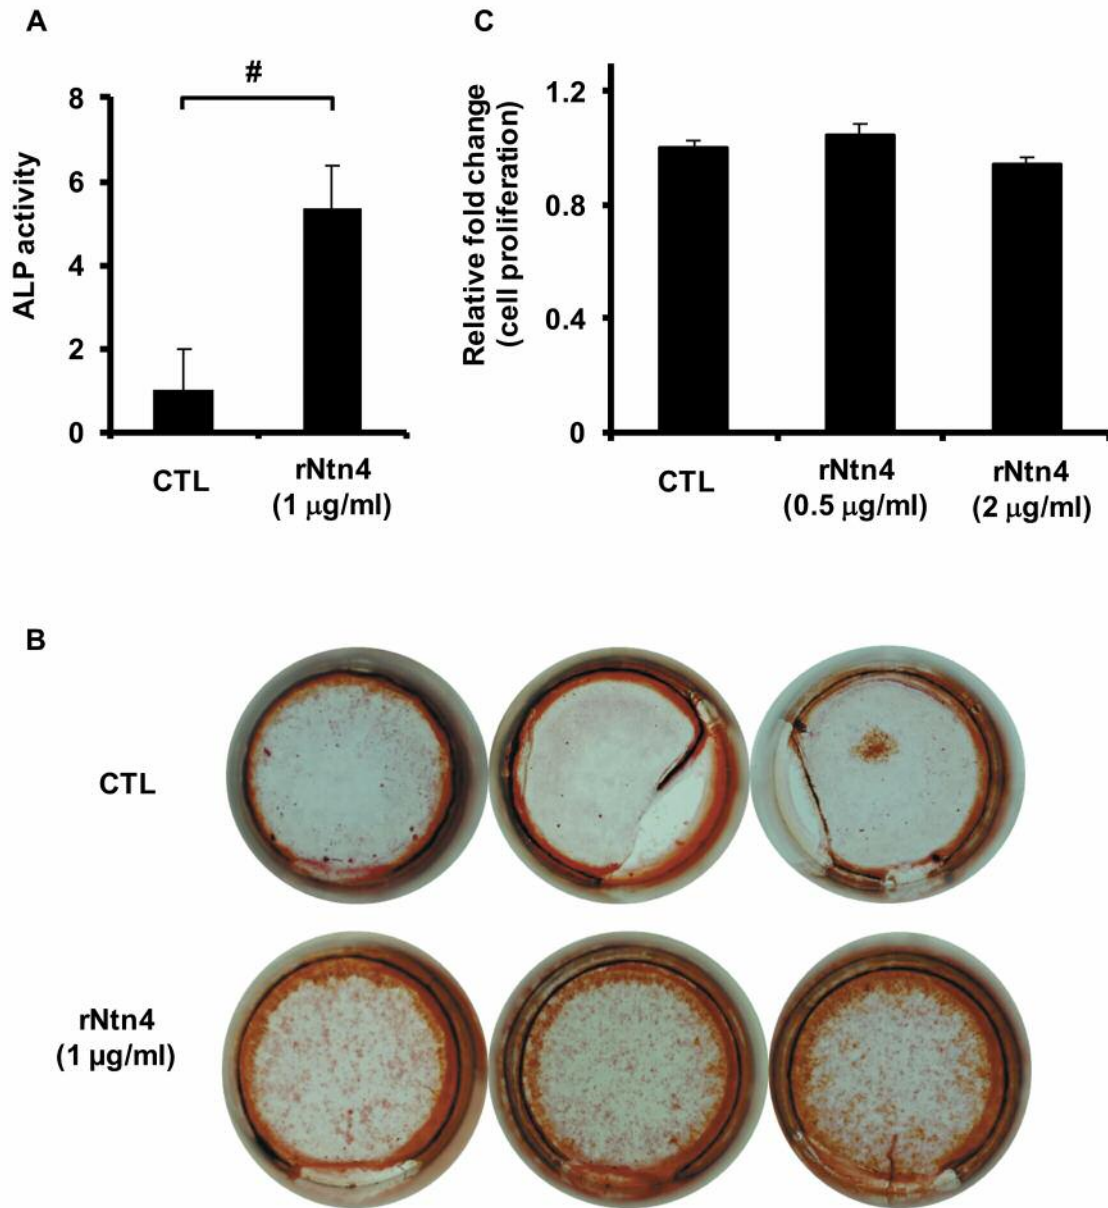 A
#
8
6
4
2
0
ALP activity
CTL
rNtn4
(1 μg/ml)
C
1.2
0.8
0.4
0
Relative fold change
(cell proliferation)
CTL
rNtn4
(0.5 μg/ml)
rNtn4
(2 μg/ml)
B
CTL
rNtn4
(1 μg/ml)